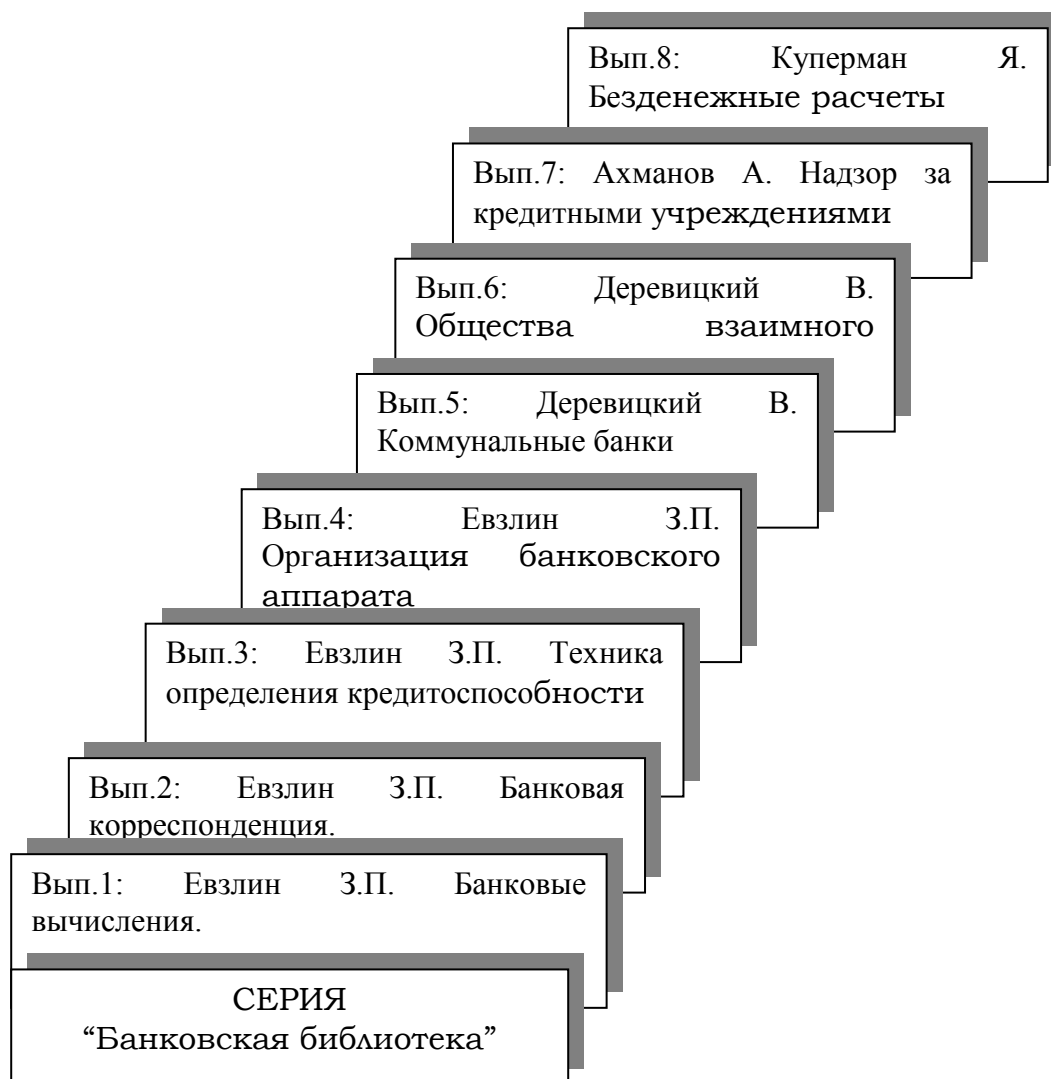 Вып.8: Куперман Я.
Безденежные расчеты
Вып.7: Ахманов А. Надзор за
кредитными учреждениями
Вып.6: Деревицкий В.
Общества взаимного
Вып.5: Деревицкий В.
Коммунальные банки
Вып.4: Евзлин З.П.
Организация банковского
аппарата
Вып.3: Евзлин З.П. Техника
определения кредитоспособности
Вып.2: Евзлин З.П. Банковая
корреспонденция.
Вып.1: Евзлин З.П. Банковые
вычисления.
СЕРИЯ
“Банковская библиотека”